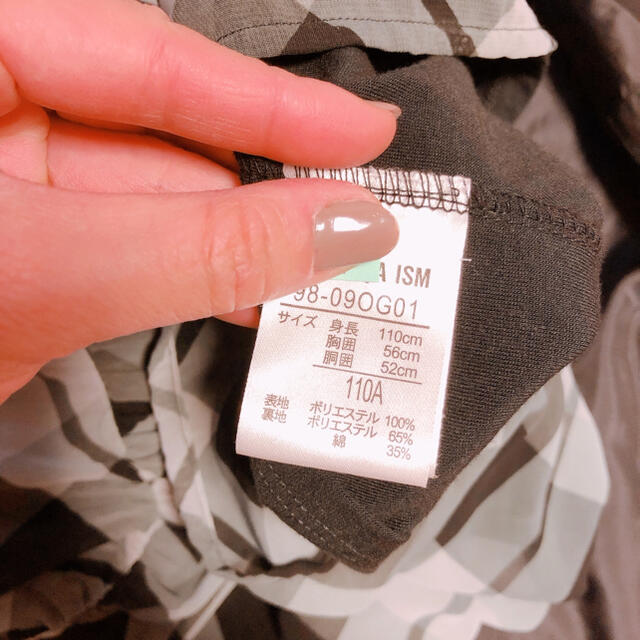 ISM
98-09OG01
サイズ 身長 110cm
胸囲 56cm
胴囲 52cm
110A
表地 ポリエステル 100%
裏地 ポリエステル 65%
綿 35%